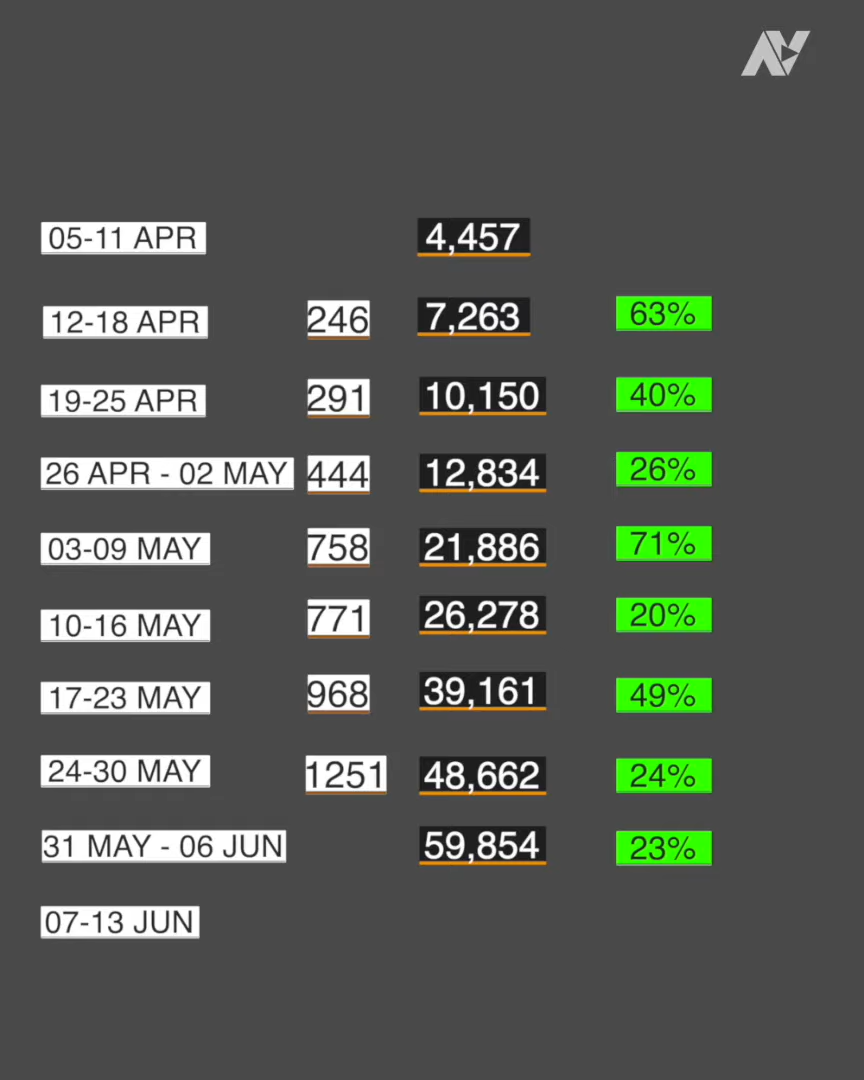 05-11 APR 4,457
12-18 APR 246 7,263 63%
19-25 APR 291 10,150 40%
26 APR - 02 MAY 444 12,834 26%
03-09 MAY 758 21,886 71%
10-16 MAY 771 26,278 20%
17-23 MAY 968 39,161 49%
24-30 MAY 1251 48,662 24%
31 MAY - 06 JUN 59,854 23%
07-13 JUN